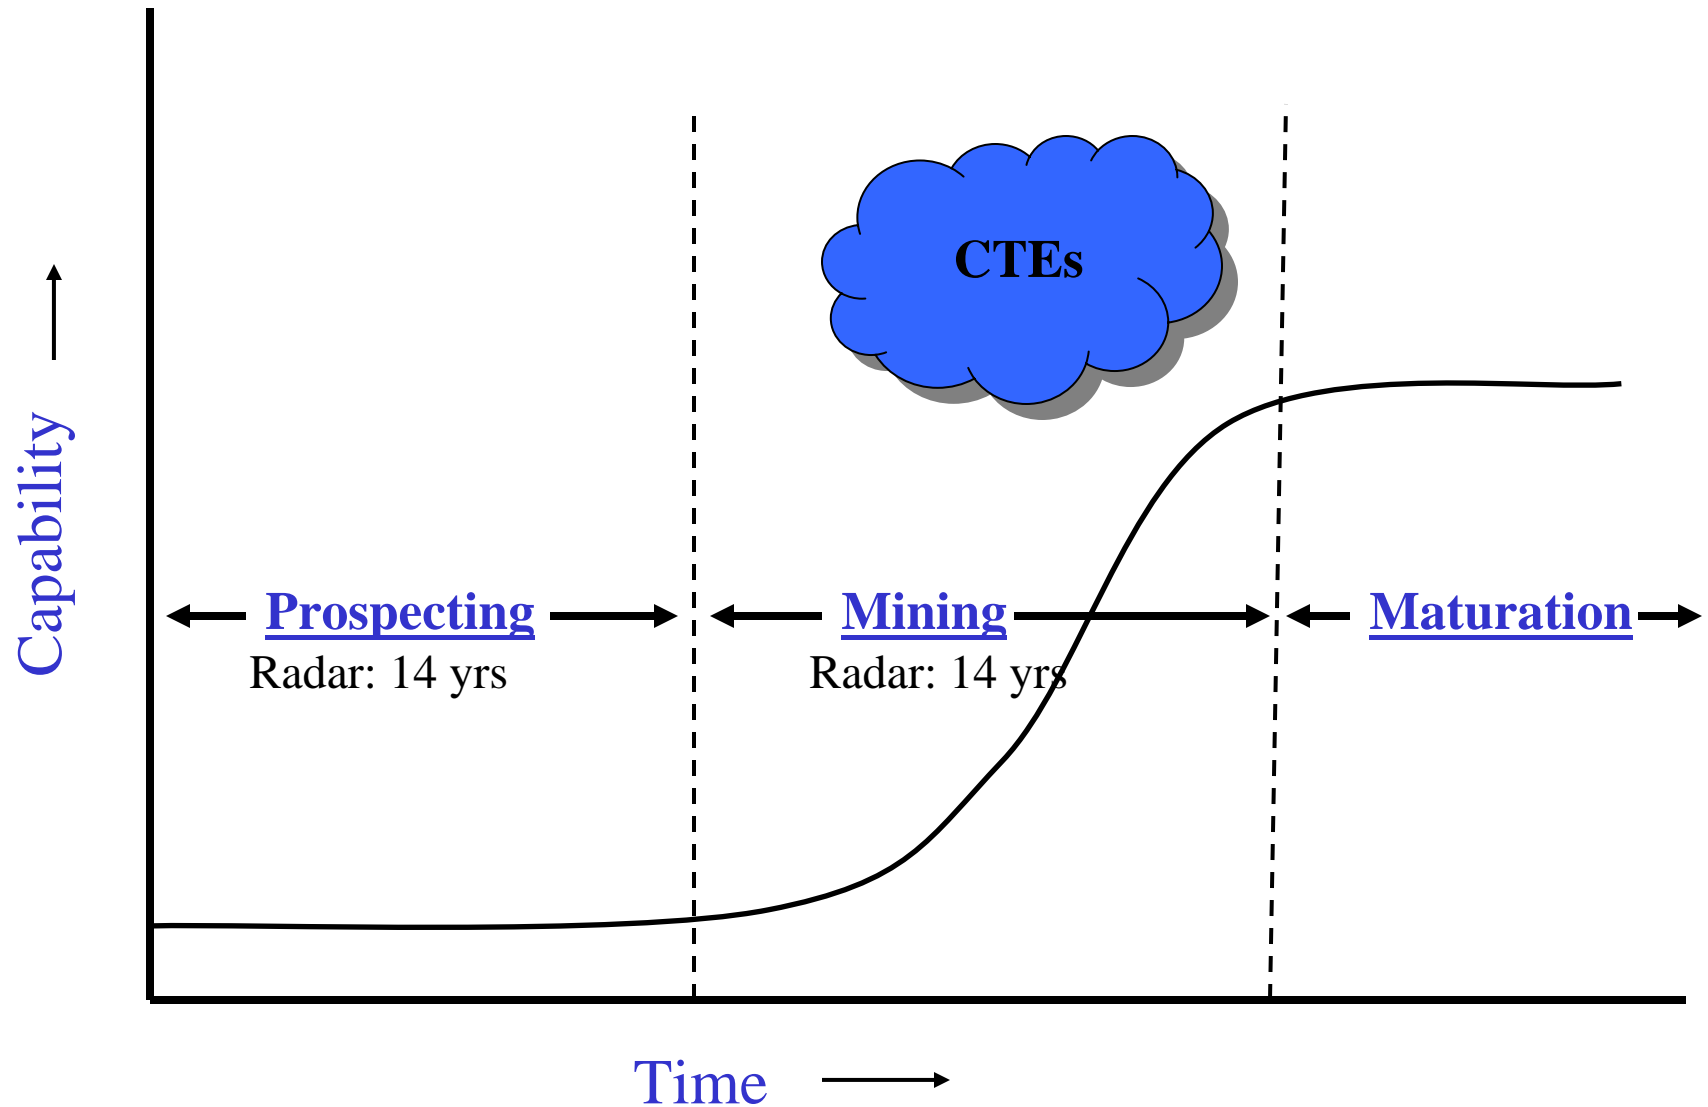 CTEs
Capability
Prospecting
Mining
Maturation
Radar: 14 yrs
Radar: 14 yrs
Time